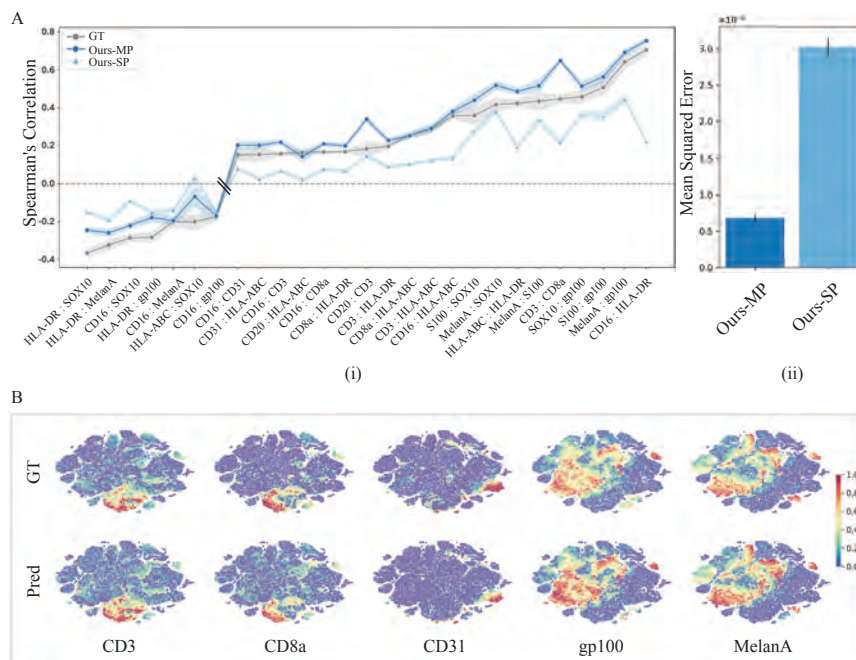 A
GT
Ours-MP
Ours-SP
Spearman's Correlation
0.8
0.6
0.4
0.2
0.0
-0.2
-0.4
HLA-DR : SOX10
HLA-DR : MelanA
CD16 : SOX10
HLA-DR : gp100
CD16 : MelanA
HLA-ABC : SOX10
CD16 : gp100
CD16 : CD31
CD31 : HLA-ABC
CD16 : CD3
CD20 : HLA-ABC
CD16 : CD8a
CD8a : HLA-DR
CD20 : CD3
CD3 : HLA-DR
CD8a : HLA-ABC
CD3 : HLA-ABC
CD16 : HLA-ABC
S100 : SOX10
MelanA : SOX10
HLA-ABC : HLA-DR
MelanA : S100
CD3 : CD8a
SOX10 : gp100
S100 : gp100
MelanA : gp100
CD16 : HLA-DR
(i)
Mean Squared Error
3.0
2.5
2.0
1.5
1.0
0.5
0.0
Ours-MP
Ours-SP
(ii)
B
GT
Pred
CD3
CD8a
CD31
gp100
MelanA